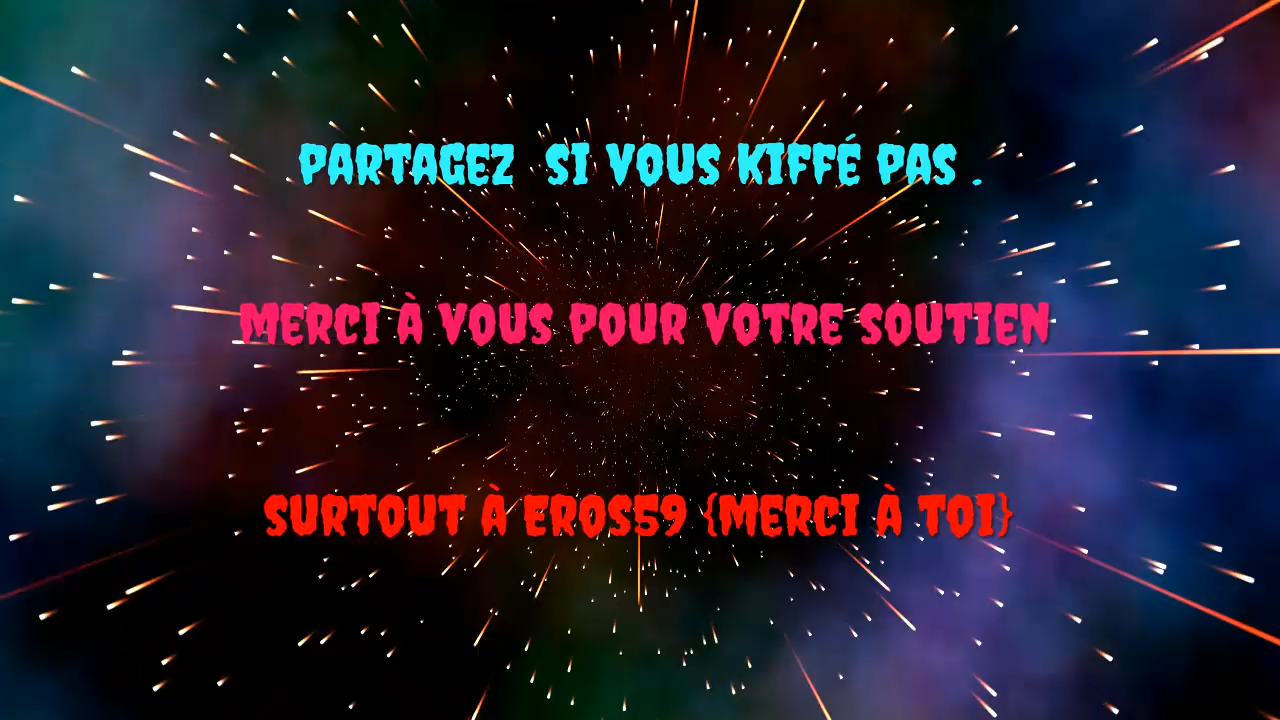 PARTAGEZ  SI VOUS KIFFÉ PAS .
MERCI À VOUS POUR VOTRE SOUTIEN
SURTOUT À EROS59 {MERCI À TOI}